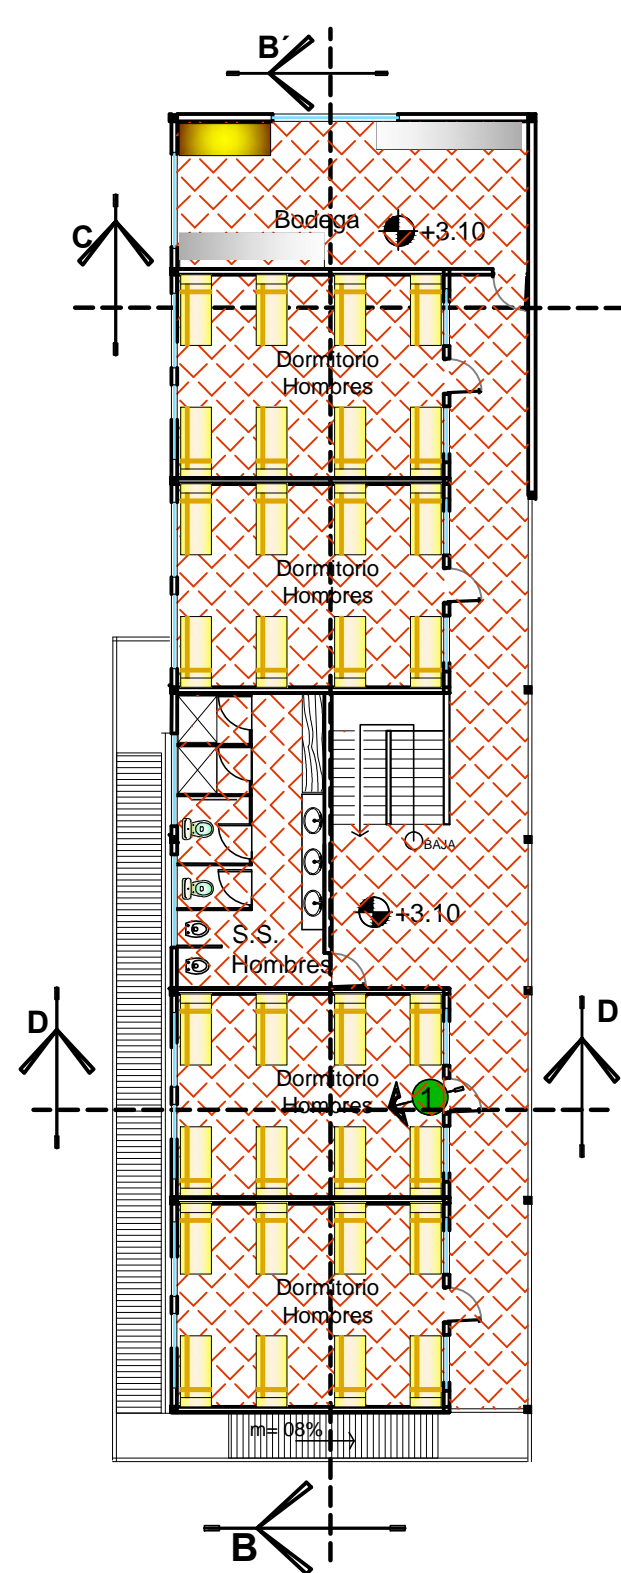 B´
C
Bodega
+3.10
Dormitorio
Hombres
Dormitorio
Hombres
BAJA
+3.10
S.S.
Hombres
D
D
Dormitorio
Hombres
1
Dormitorio
Hombres
m= 08%
B